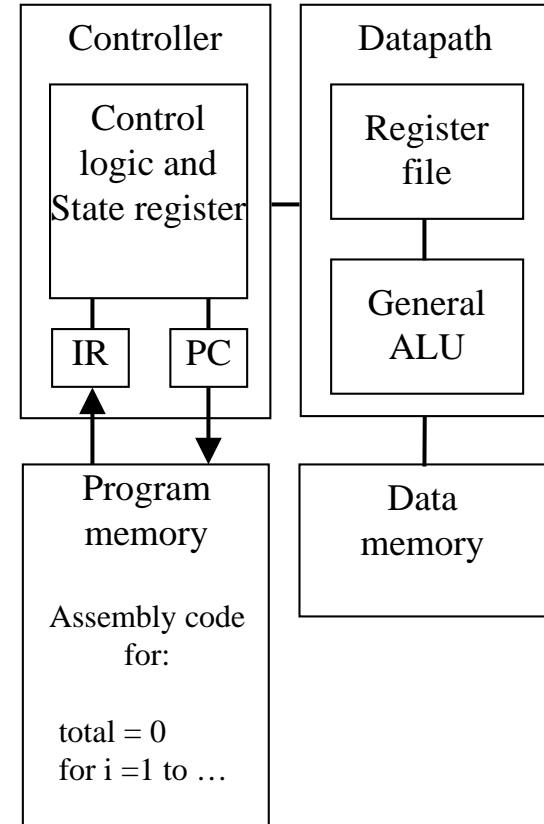 Controller
Control
logic and
State register
IR
PC
Datapath
Register
file
General
ALU
Program
memory
Assembly code
for:
total = 0
for i =1 to …
Data
memory